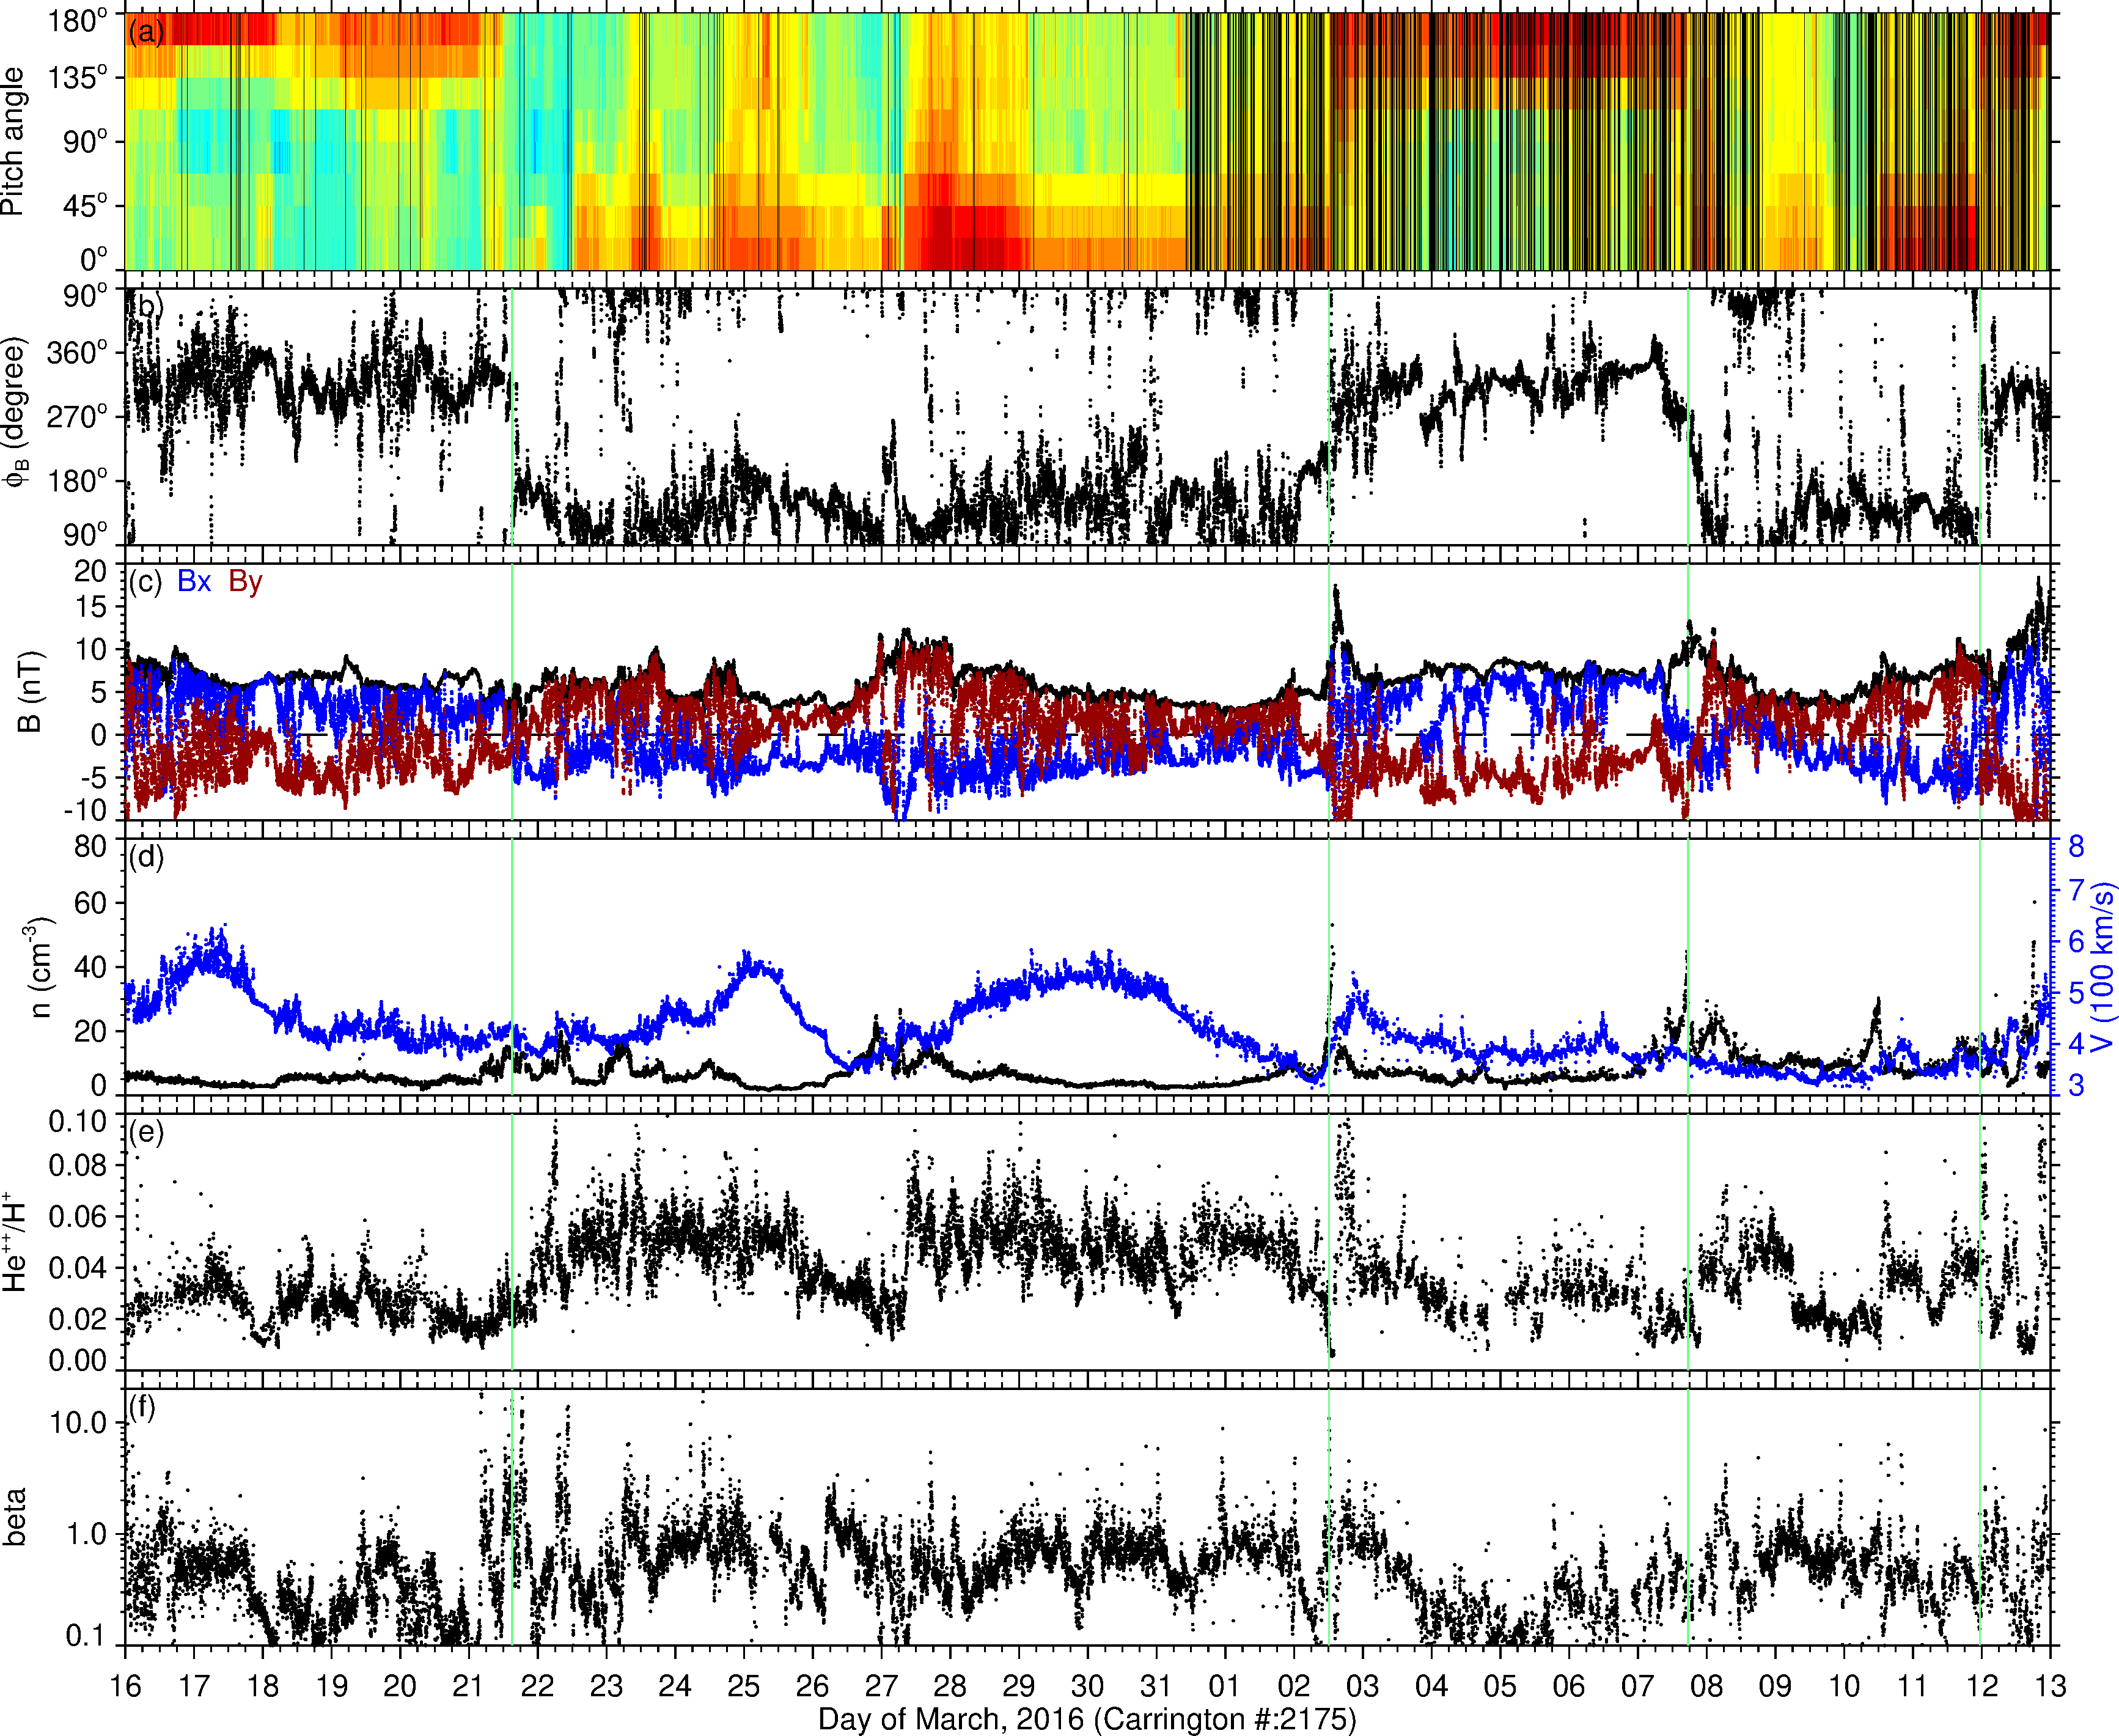 (a)
180°
135°
90°
45°
0°
Pitch angle
b)
90°
360°
270°
180°
90°
ϕB (degree)
(c) Bx By
20
15
10
5
0
-5
-10
B (nT)
(d)
80
60
40
20
0
n (cm-3)
8
7
6
5
4
3
V (100 km/s)
(e)
0.10
0.08
0.06
0.04
0.02
0.00
He++/H+
(f)
10.0
1.0
0.1
beta
16 17 18 19 20 21 22 23 24 25 26 27 28 29 30 31 01 02 03 04 05 06 07 08 09 10 11 12 13
Day of March, 2016 (Carrington #:2175)